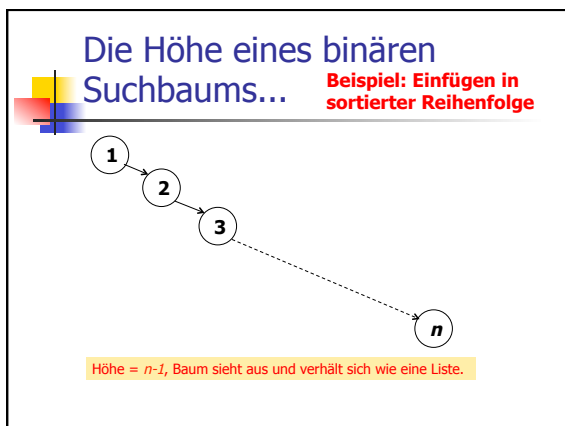 Die Höhe eines binären
Suchbaums...
Beispiel: Einfügen in
sortierter Reihenfolge
1
2
3
n
Höhe = n-1, Baum sieht aus und verhält sich wie eine Liste.